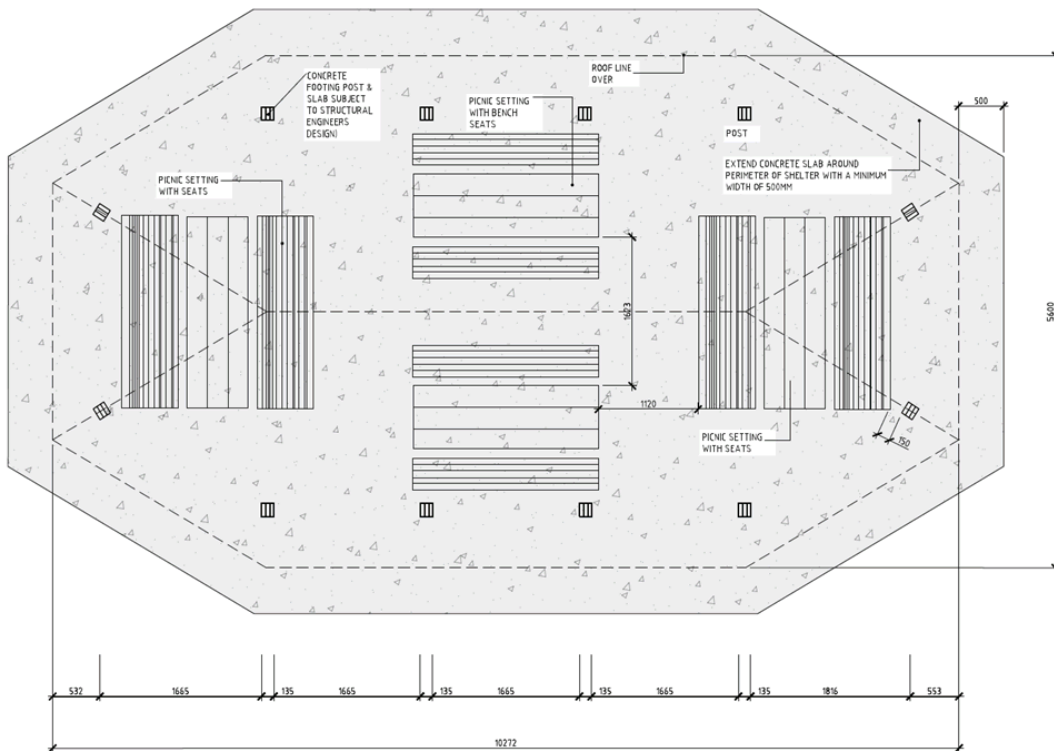 CONCRETE
FOOTING POST &
SLAB SUBJECT
TO STRUCTURAL
ENGINEERS
DESIGN)
ROOF LINE
OVER
PICNIC SETTING
WITH BENCH
SEATS
POST
500
EXTEND CONCRETE SLAB AROUND
PERIMETER OF SHELTER WITH A MINIMUM
WIDTH OF 500MM
PICNIC SETTING
WITH SEATS
1623
5600
1120
PICNIC SETTING
WITH SEATS
150
532
1665
135
1665
135
1665
135
1665
135
1816
553
10272